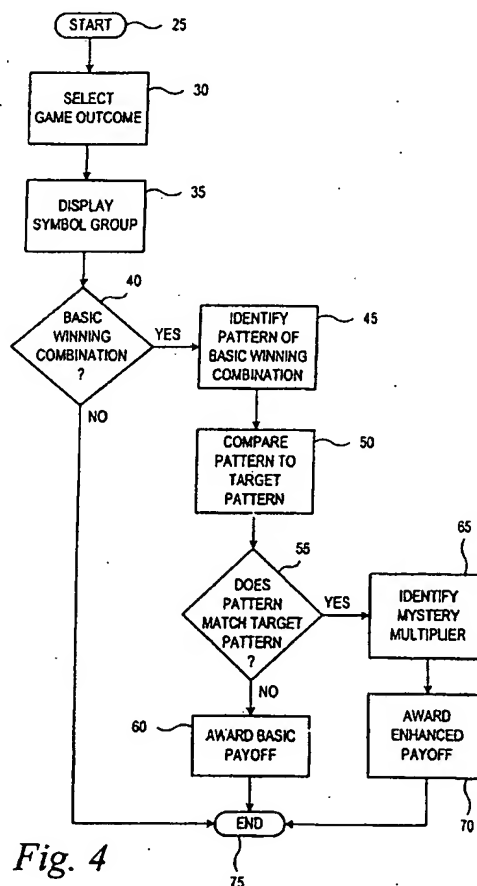 START
25
SELECT
GAME OUTCOME
30
DISPLAY
SYMBOL GROUP
35
BASIC
WINNING
COMBINATION
?
40
YES
NO
IDENTIFY
PATTERN OF
BASIC WINNING
COMBINATION
45
COMPARE
PATTERN TO
TARGET
PATTERN
50
DOES
PATTERN
MATCH TARGET
PATTERN
?
55
YES
NO
IDENTIFY
MYSTERY
MULTIPLIER
65
AWARD BASIC
PAYOFF
60
AWARD
ENHANCED
PAYOFF
70
END
75
Fig. 4